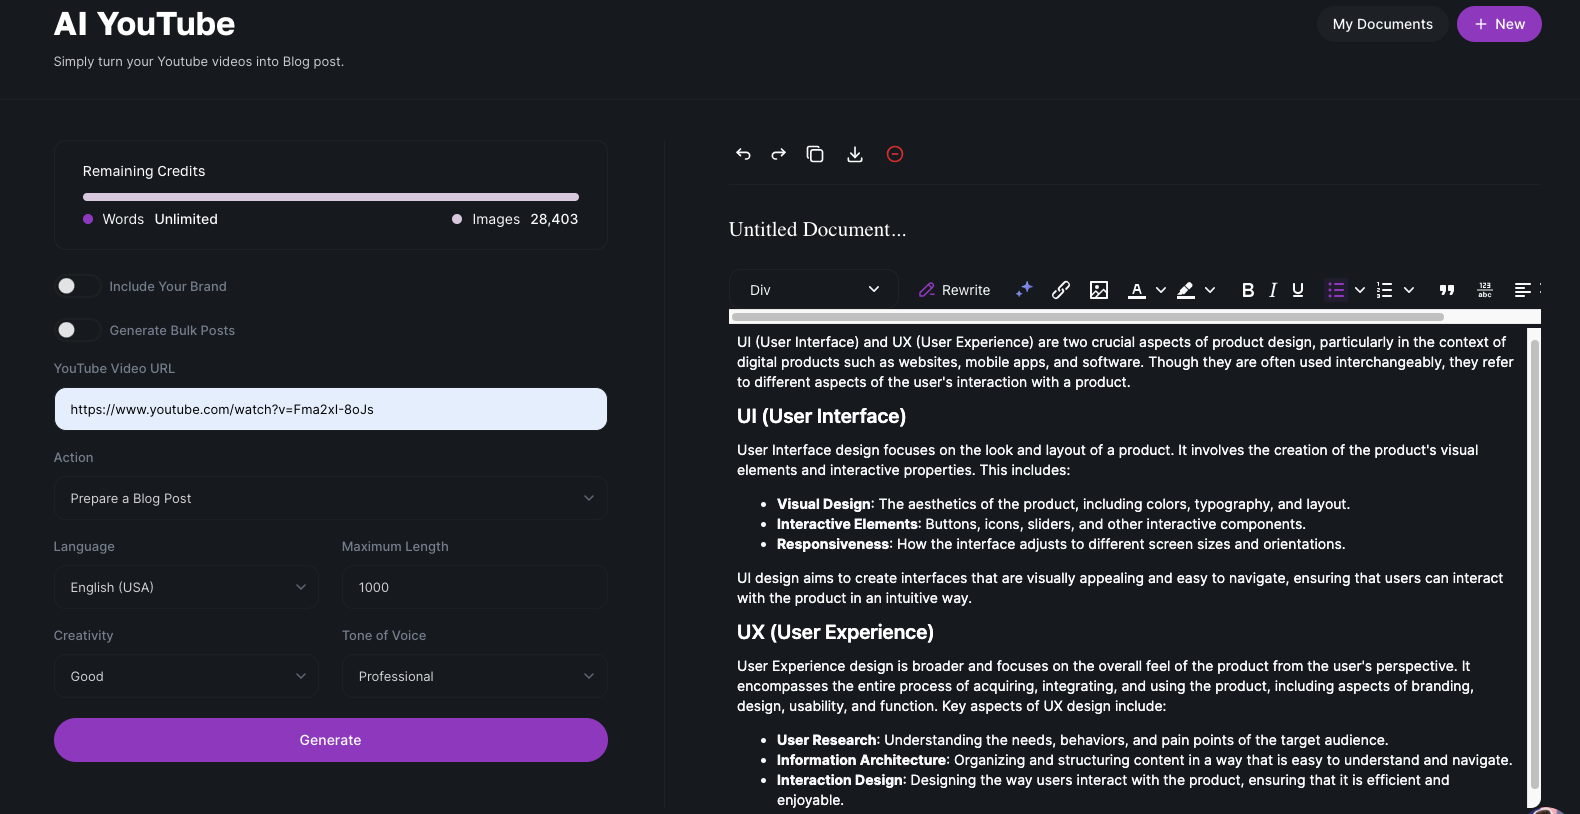 AI YouTube
Simply turn your Youtube videos into Blog post.
My Documents
+ New
Remaining Credits
Words Unlimited
Images 28,403
Include Your Brand
Generate Bulk Posts
YouTube Video URL
https://www.youtube.com/watch?v=Fma2xI-8oJs
Action
Prepare a Blog Post
Language
Maximum Length
English (USA)
1000
Creativity
Tone of Voice
Good
Professional
Generate
Untitled Document...
Div
Rewrite
A
B I U
123
abc
UI (User Interface) and UX (User Experience) are two crucial aspects of product design, particularly in the context of
digital products such as websites, mobile apps, and software. Though they are often used interchangeably, they refer
to different aspects of the user's interaction with a product.
UI (User Interface)
User Interface design focuses on the look and layout of a product. It involves the creation of the product's visual
elements and interactive properties. This includes:
• Visual Design: The aesthetics of the product, including colors, typography, and layout.
• Interactive Elements: Buttons, icons, sliders, and other interactive components.
• Responsiveness: How the interface adjusts to different screen sizes and orientations.
UI design aims to create interfaces that are visually appealing and easy to navigate, ensuring that users can interact
with the product in an intuitive way.
UX (User Experience)
User Experience design is broader and focuses on the overall feel of the product from the user's perspective. It
encompasses the entire process of acquiring, integrating, and using the product, including aspects of branding,
design, usability, and function. Key aspects of UX design include:
• User Research: Understanding the needs, behaviors, and pain points of the target audience.
• Information Architecture: Organizing and structuring content in a way that is easy to understand and navigate.
• Interaction Design: Designing the way users interact with the product, ensuring that it is efficient and
enjoyable.